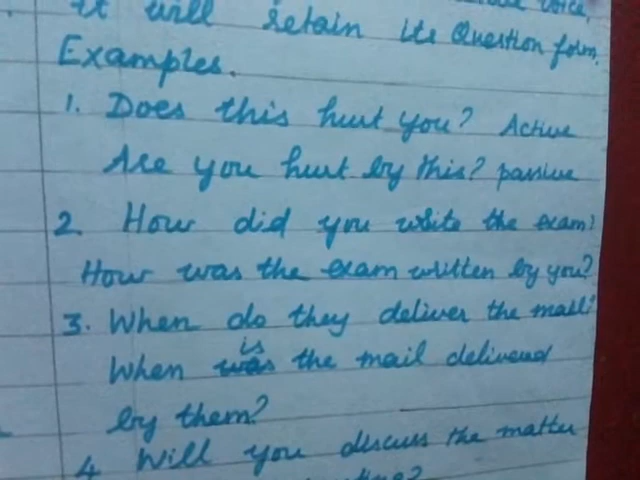 it will retain its Question form.
Examples.
1. Does this hurt you? Active
Are you hurt by this? passive
2 How did you write the exam?
How was the exam written by you?
3. When do they deliver the mail?
is
When was the mail delivered
by them?
4 Will you discuss the matter